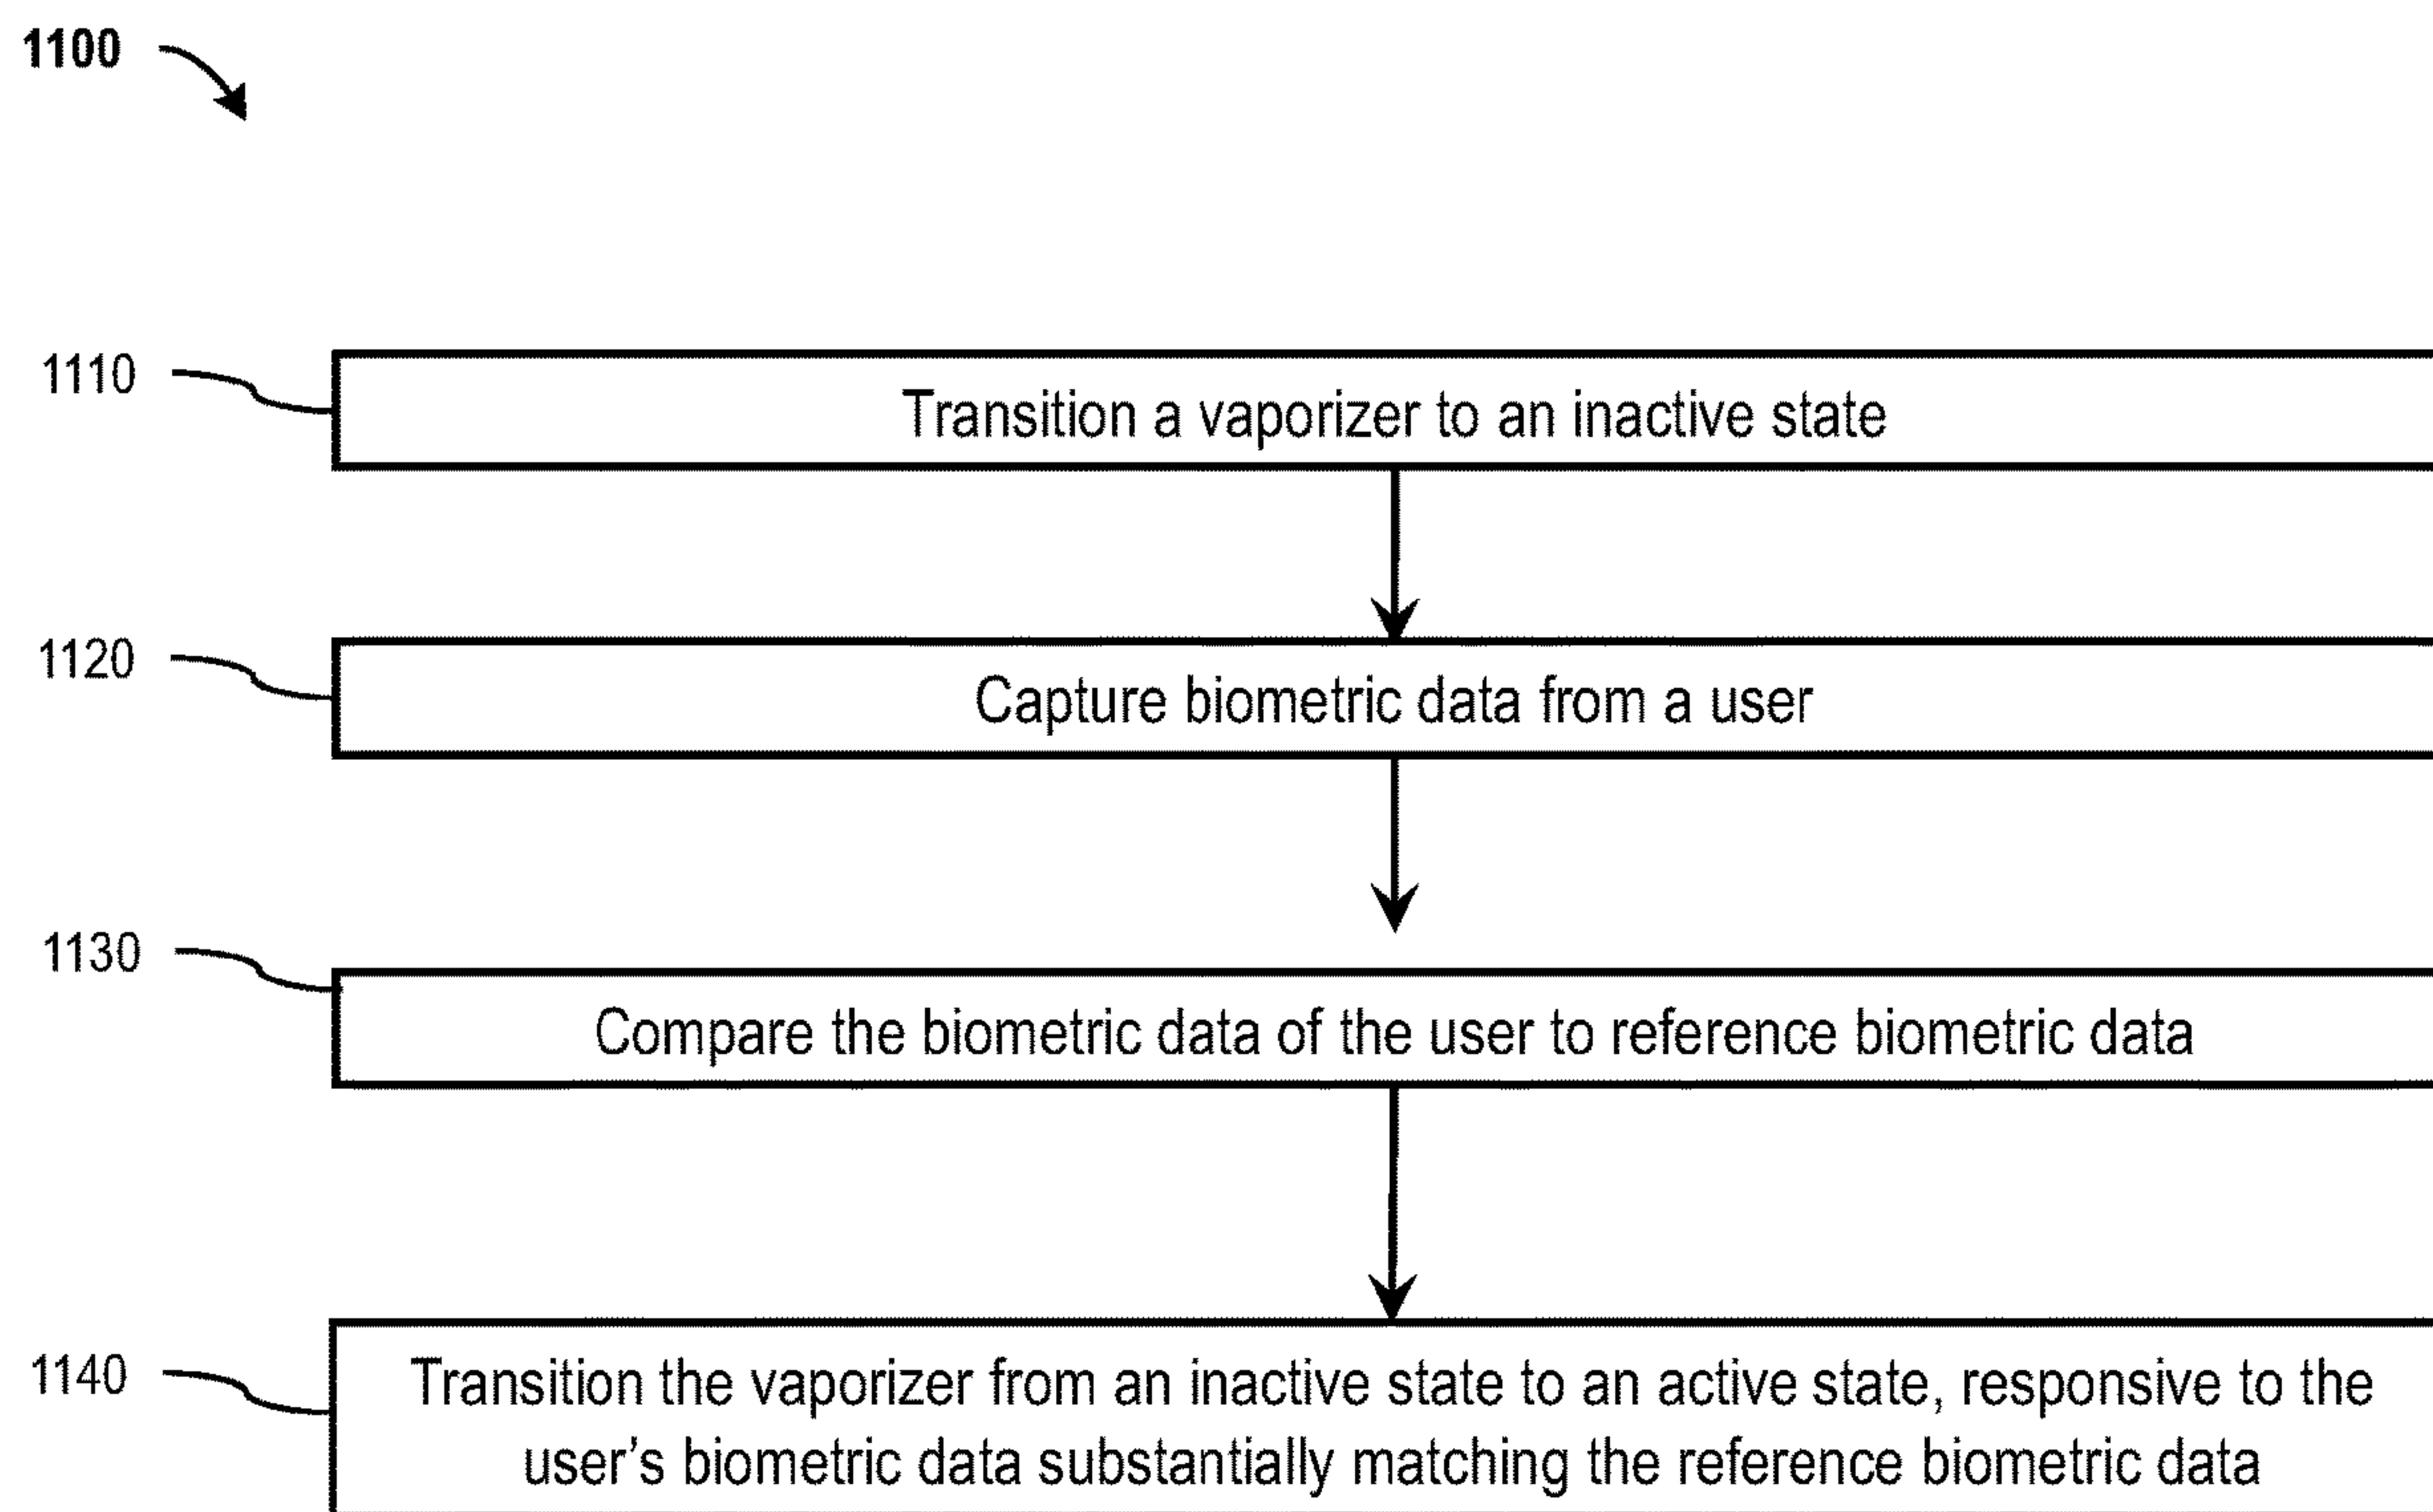 1100
1110
Transition a vaporizer to an inactive state
1120
Capture biometric data from a user
1130
Compare the biometric data of the user to reference biometric data
1140
Transition the vaporizer from an inactive state to an active state, responsive to the
user’s biometric data substantially matching the reference biometric data